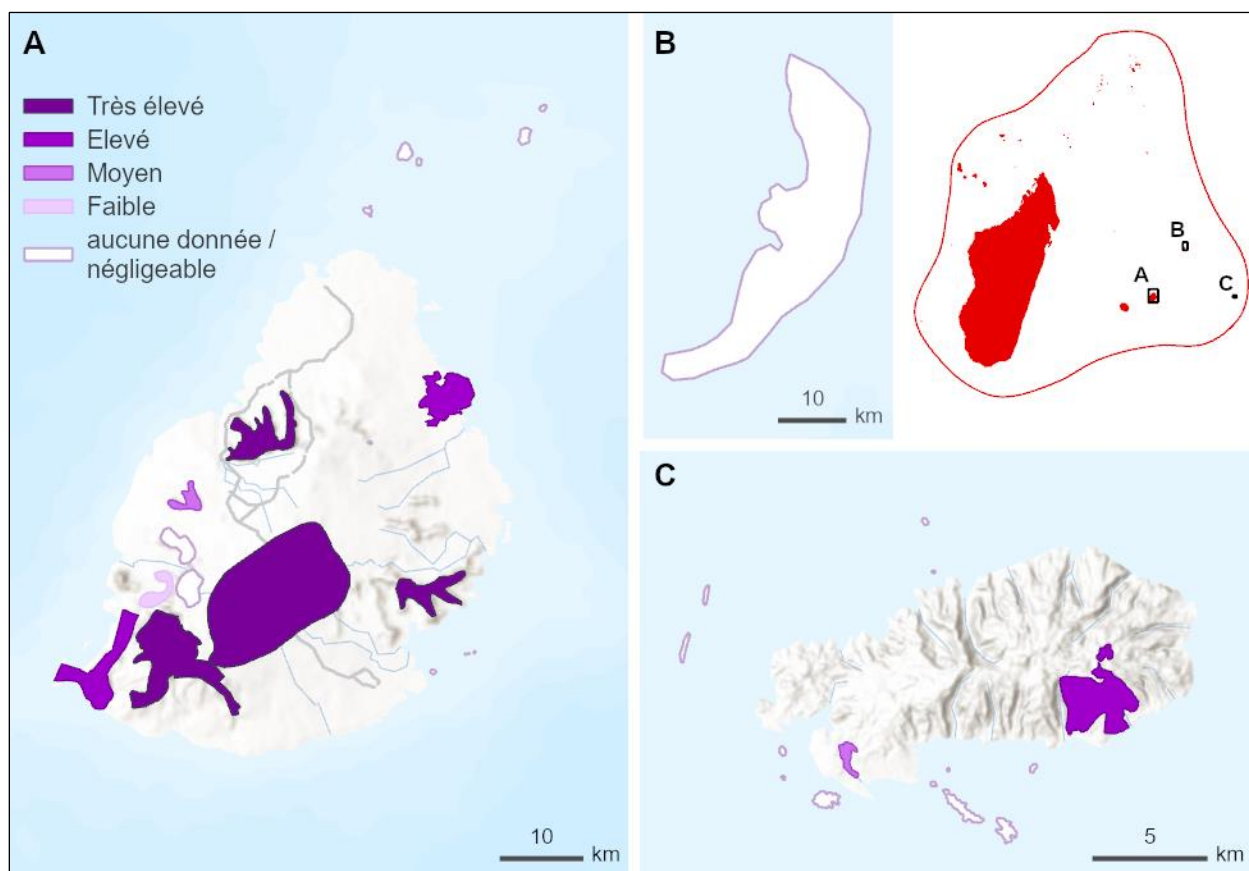 A
Très élevé
Elevé
Moyen
Faible
aucune donnée /
négligeable
10
km
B
10
km
A
B
C
C
5
km